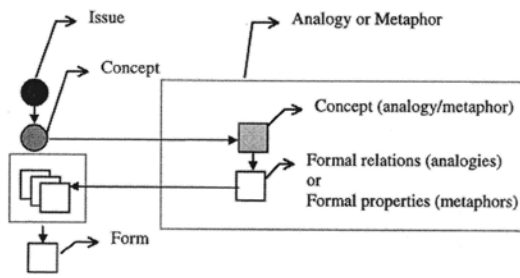 Issue
Analogy or Metaphor
Concept
Concept (analogy/metaphor)
Formal relations (analogies)
or
Formal properties (metaphors)
Form